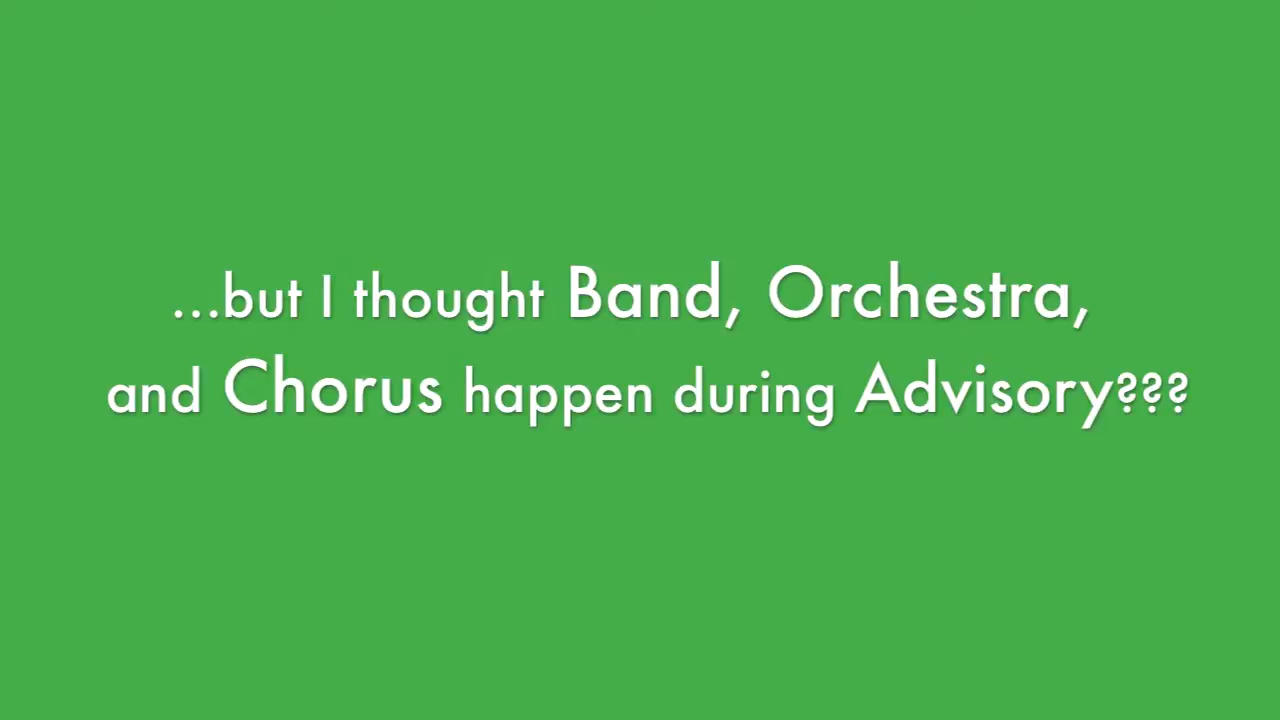 ...but I thought Band, Orchestra,
and Chorus happen during Advisory???